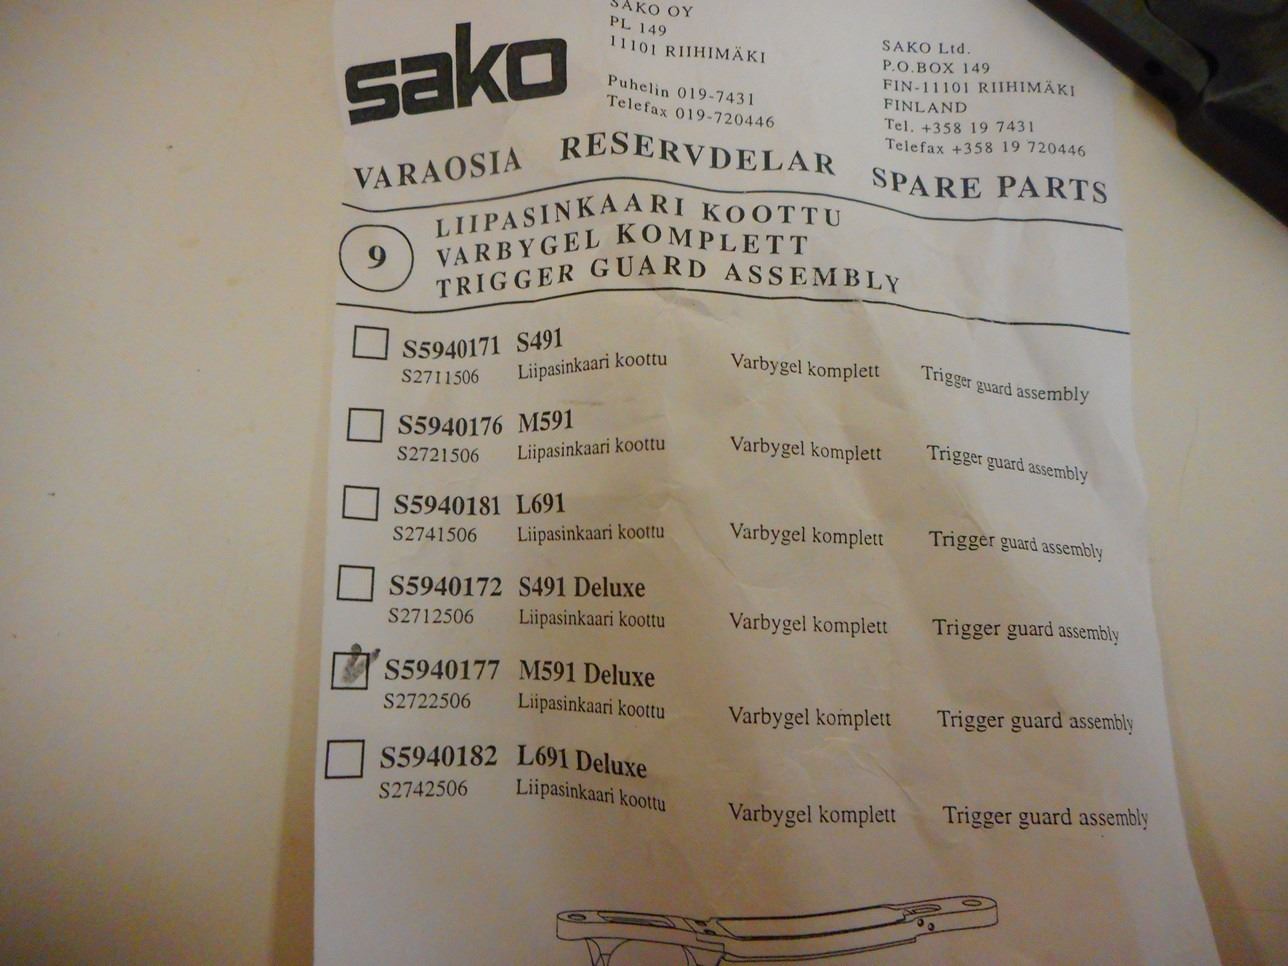 sako
SAKO OY
PL 149
11101 RIIHIMÄKI
Puhelin 019-7431
Telefax 019-720446
SAKO Ltd.
P.O.BOX 149
FIN-11101 RIIHIMÄKI
FINLAND
Tel. +358 19 7431
Telefax +358 19 720446
VARAOSIA RESERVDELAR SPARE PARTS
9
LIIPASINKAARI KOOTTU
VARBYGEL KOMPLETT
TRIGGER GUARD ASSEMBLY
S5940171 S491
S2711506 Liipasinkaari koottu Varbygel komplett Trigger guard assembly
S5940176 M591
S2721506 Liipasinkaari koottu Varbygel komplett Trigger guard assembly
S5940181 L691
S2741506 Liipasinkaari koottu Varbygel komplett Trigger guard assembly
S5940172 S491 Deluxe
S2712506 Liipasinkaari koottu Varbygel komplett Trigger guard assembly
S5940177 M591 Deluxe
S2722506 Liipasinkaari koottu Varbygel komplett Trigger guard assembly
S5940182 L691 Deluxe
S2742506 Liipasinkaari koottu Varbygel komplett Trigger guard assembly